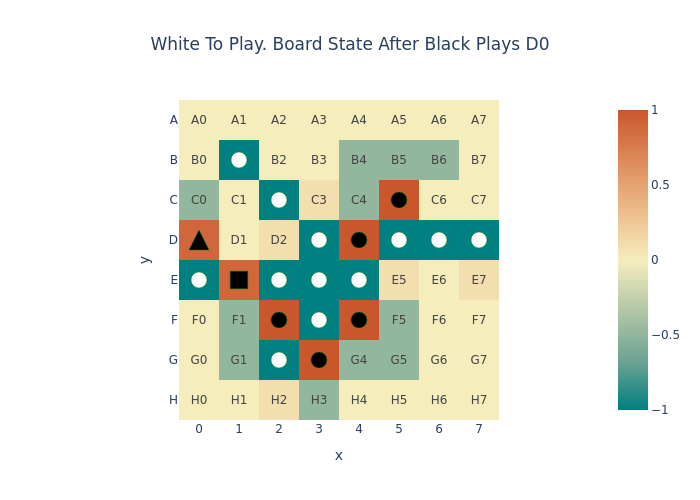 White To Play. Board State After Black Plays D0
A A0 A1 A2 A3 A4 A5 A6 A7
B B0 B2 B3 B4 B5 B6 B7
C C0 C1 C3 C4 C6 C7
D D1 D2
E E5 E6 E7
F F0 F1 F5 F6 F7
G G0 G1 G4 G5 G6 G7
H H0 H1 H2 H3 H4 H5 H6 H7
0 1 2 3 4 5 6 7
x
y
1
0.5
0
−0.5
−1